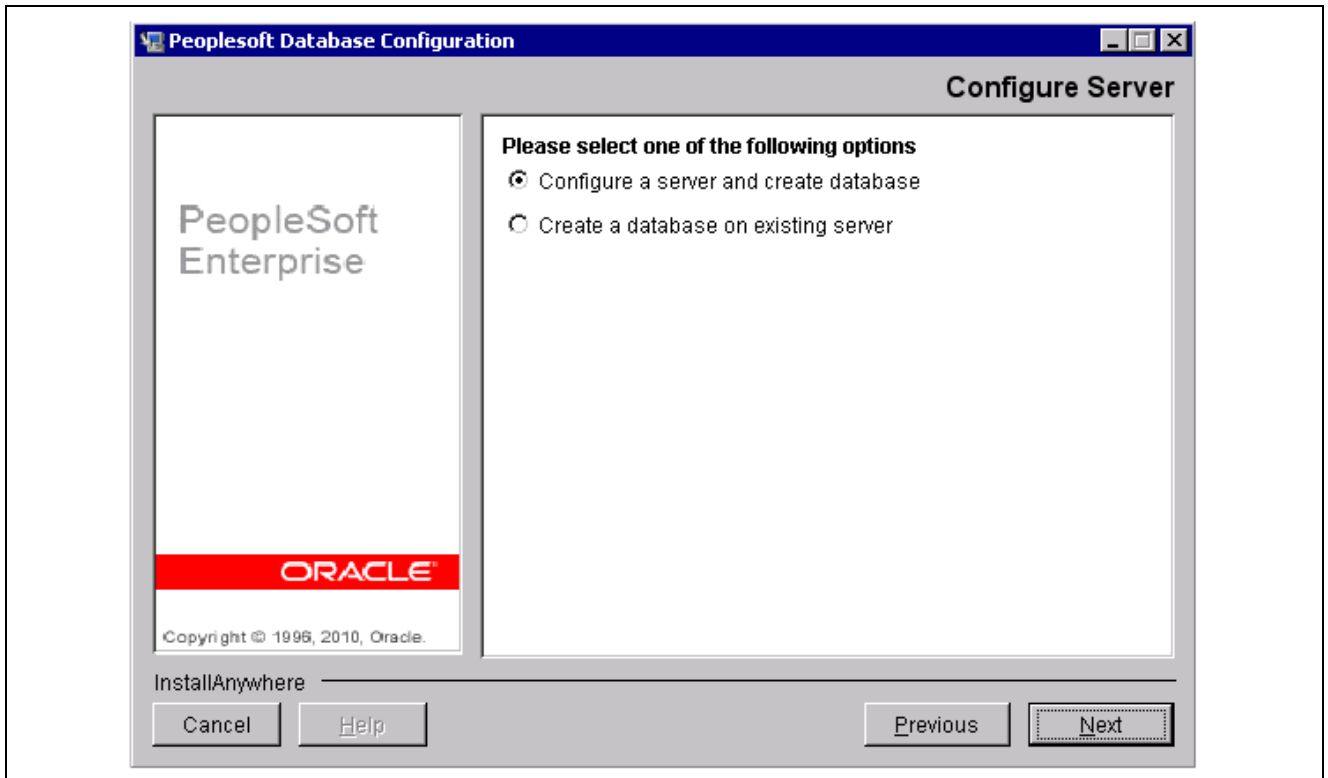 Peoplesoft Database Configuration
Configure Server
PeopleSoft
Enterprise
ORACLE
Copyright © 1996, 2010, Oracle.
Please select one of the following options
Configure a server and create database
Create a database on existing server
InstallAnywhere
Cancel
Help
Previous
Next